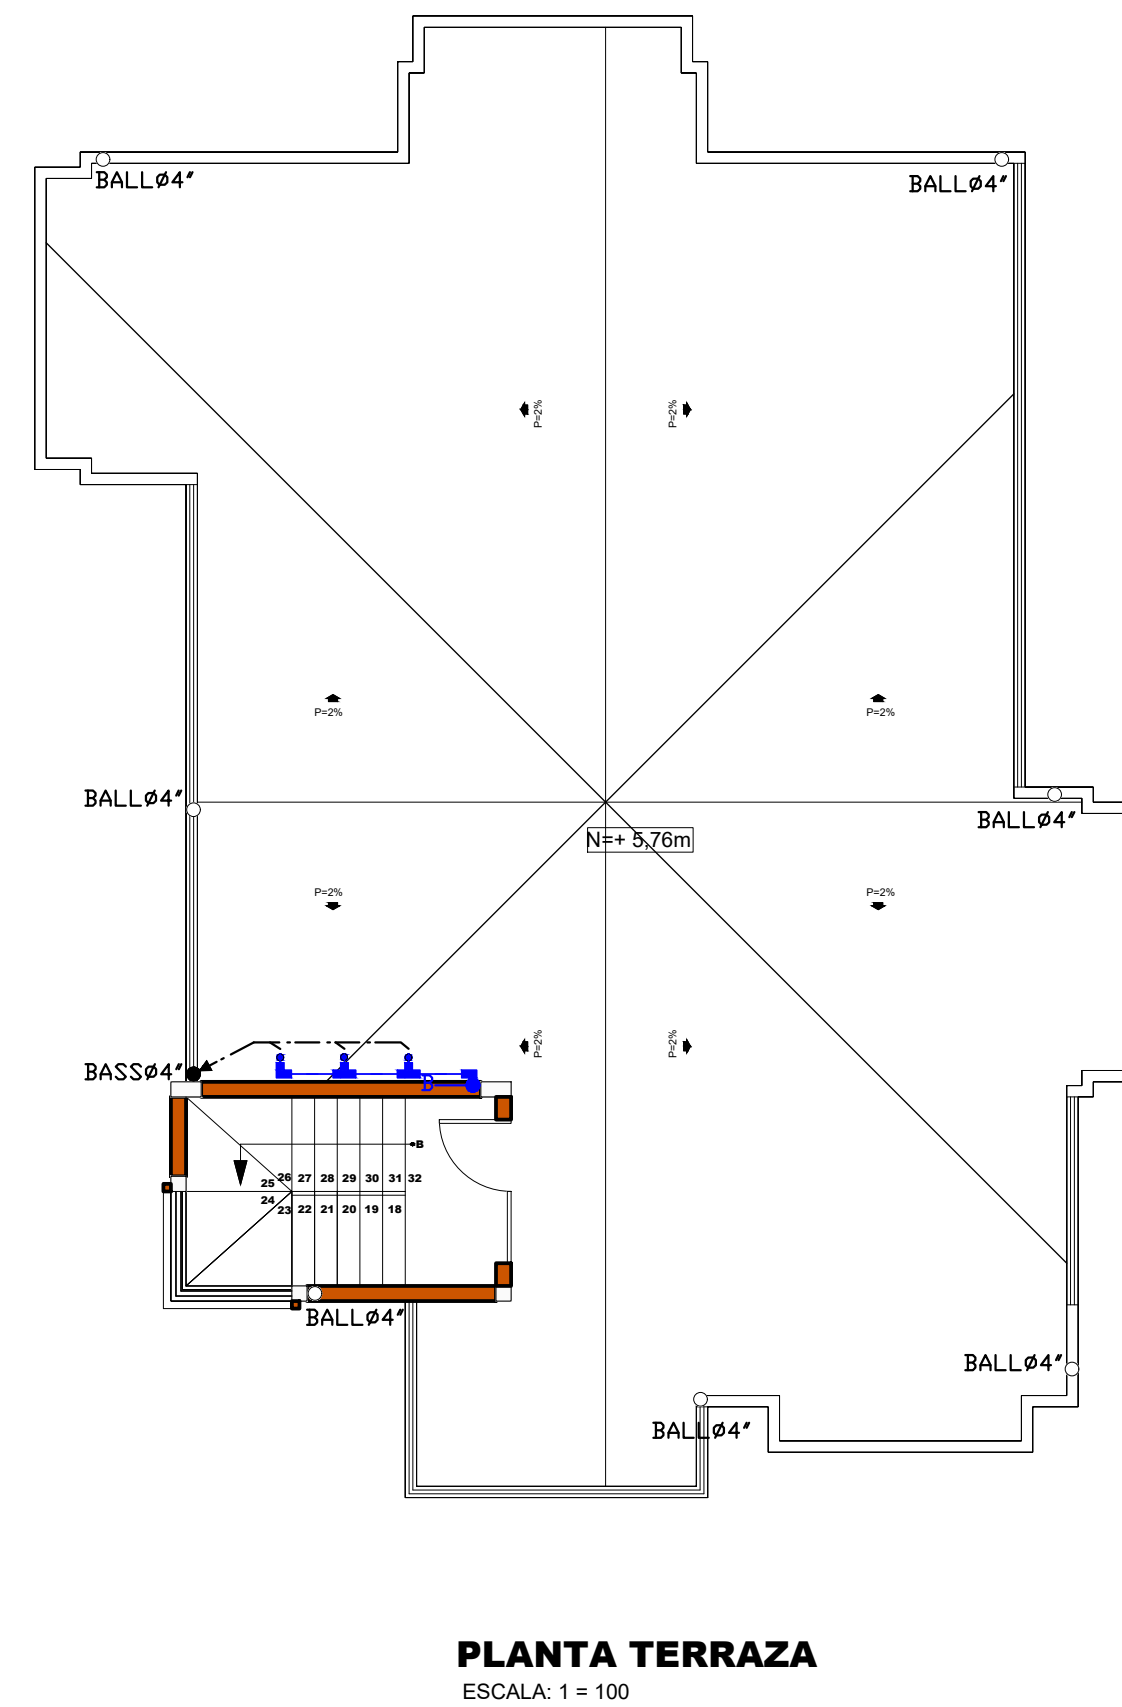 BALLø4"
BALLø4"
P=2%
P=2%
P=2%
P=2%
BALLø4"
BALLø4"
N=+ 5,76m
P=2%
P=2%
P=2%
P=2%
BASSø4"
B
B
26 27 28 29 30 31 32
25
24
23 22 21 20 19 18
BALLø4"
BALLø4"
BALLø4"
PLANTA TERRAZA
ESCALA: 1 = 100